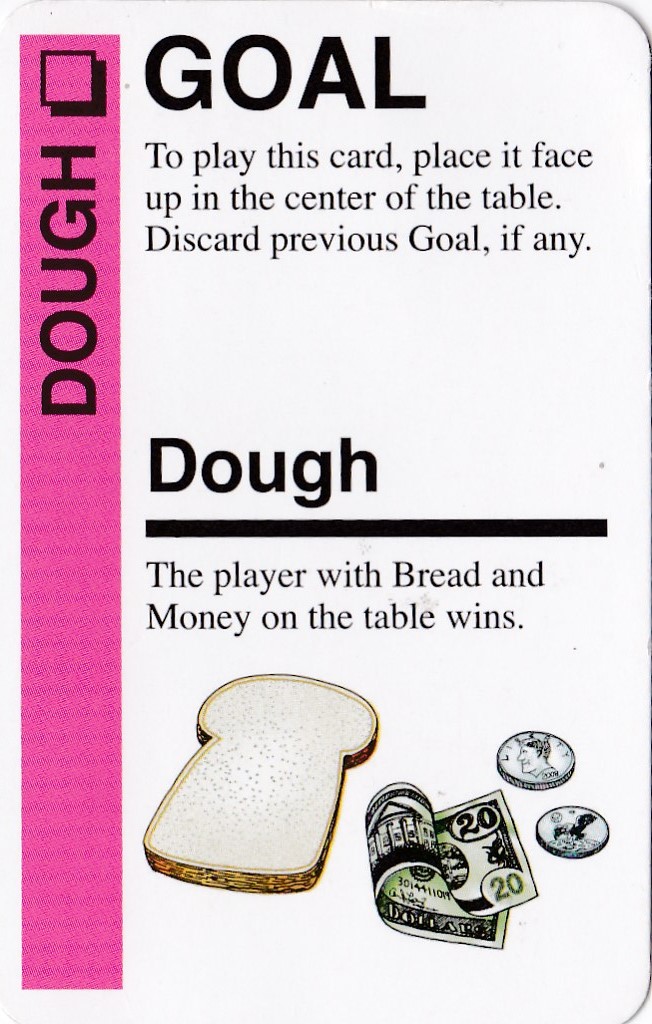 DOUGH
GOAL
To play this card, place it face
up in the center of the table.
Discard previous Goal, if any.
Dough
The player with Bread and
Money on the table wins.
20
20
DOLLARS
2009